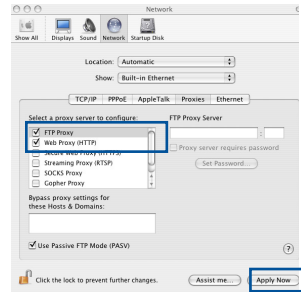 Network
Show All Displays Sound Network Startup Disk
Location: Automatic
Show: Built-in Ethernet
TCP/IP PPPoE AppleTalk Proxies Ethernet
Select a proxy server to configure:
FTP Proxy Server
FTP Proxy
:
Web Proxy (HTTP)
Secure Web Proxy (HTTPS)
Proxy server requires password
Streaming Proxy (RTSP)
Set Password...
SOCKS Proxy
Gopher Proxy
Bypass proxy settings for
these Hosts & Domains:
Use Passive FTP Mode (PASV)
?
Click the lock to prevent further changes.
Assist me...
Apply Now